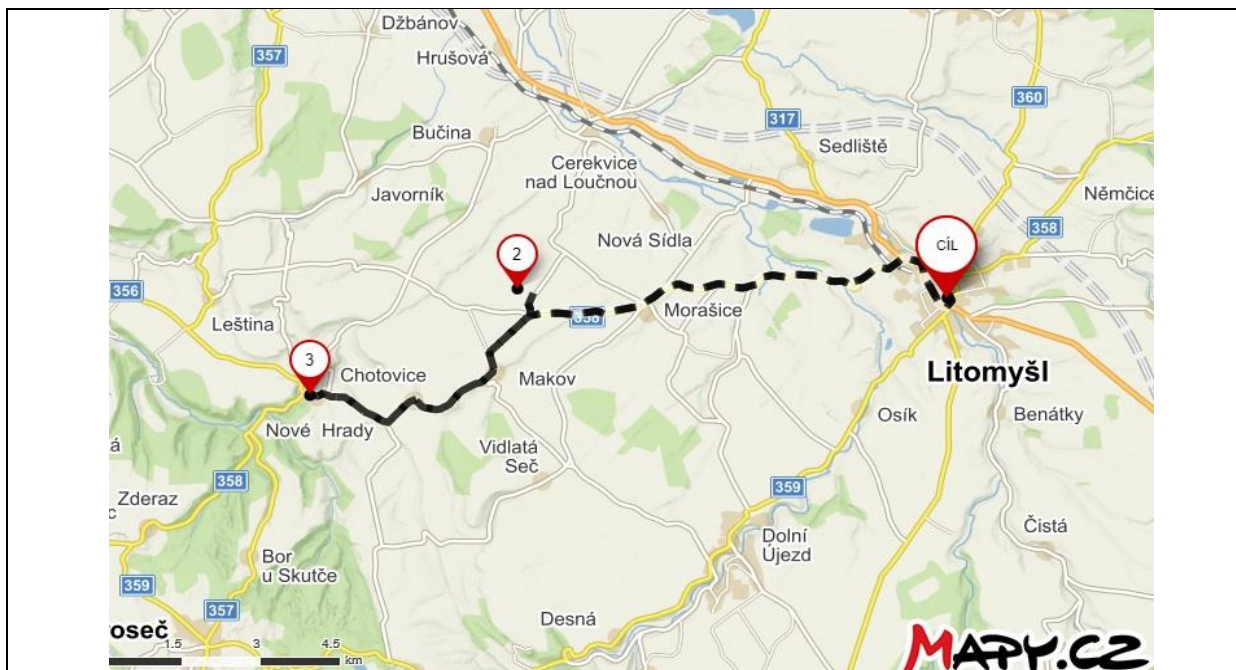 Džbánov
357
Hrušová
360
317
Bučina
Sedliště
Cerekvice
nad Loučnou
Němčice
Javorník
358
Nová Sídla
CÍL
2
356
Leština
358
Morašice
3
Chotovice
Makov
Litomyšl
Nové Hrady
Osík
Benátky
á
Vidlatá
Seč
358
359
Zderaz
c
Čistá
Dolní
Újezd
Bor
u Skutče
359
357
Desná
roseč
1.5
3
4.5
km
MAPY.CZ